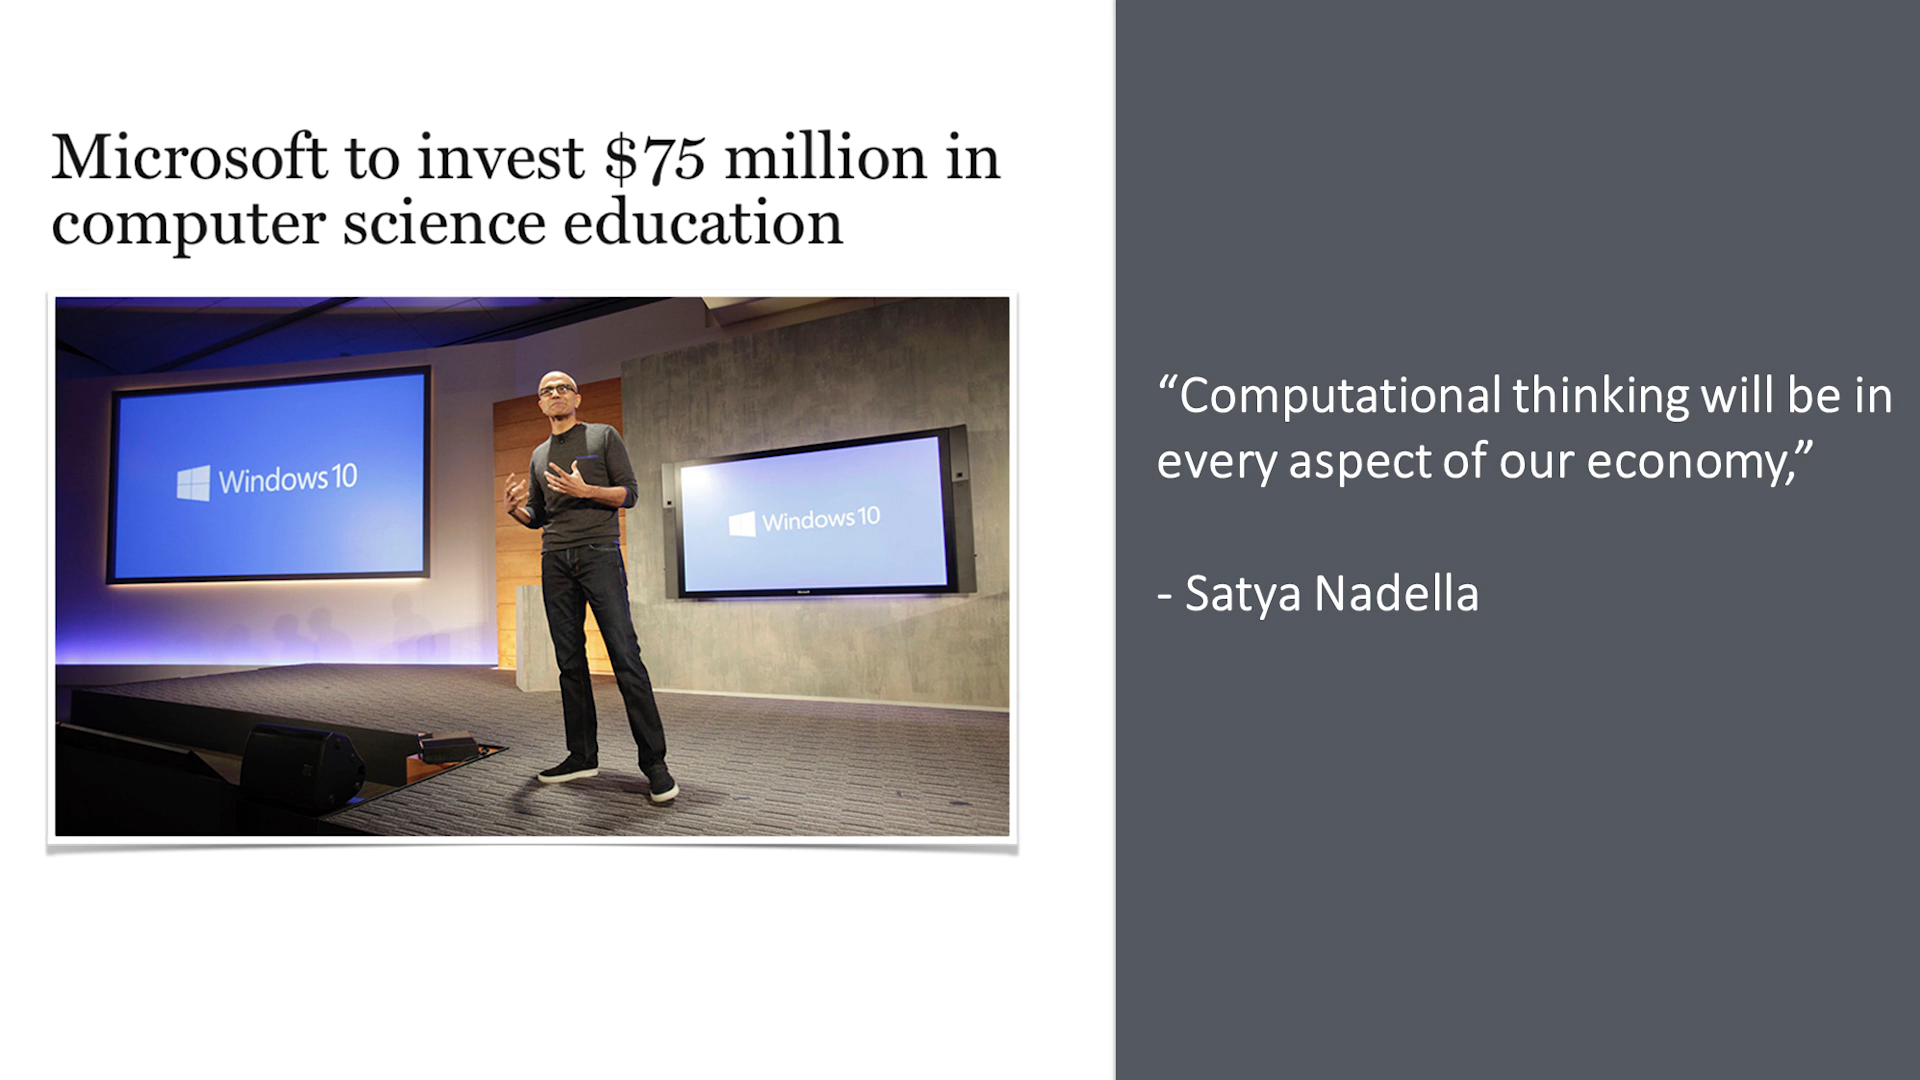 Microsoft to invest $75 million in
computer science education
Windows 10
Windows 10
“Computational thinking will be in
every aspect of our economy,”
- Satya Nadella